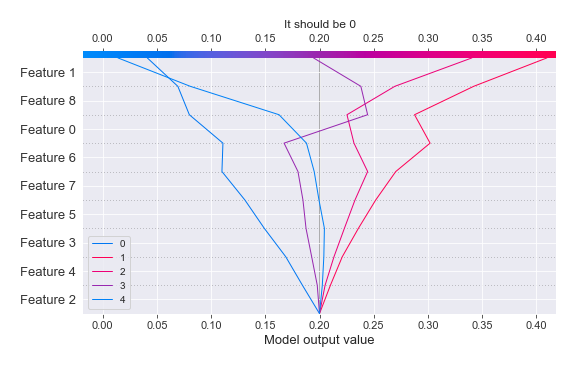 It should be 0
0.00 0.05 0.10 0.15 0.20 0.25 0.30 0.35 0.40
Feature 1
Feature 8
Feature 0
Feature 6
Feature 7
Feature 5
Feature 3
Feature 4
Feature 2
0
1
2
3
4
0.00 0.05 0.10 0.15 0.20 0.25 0.30 0.35 0.40
Model output value